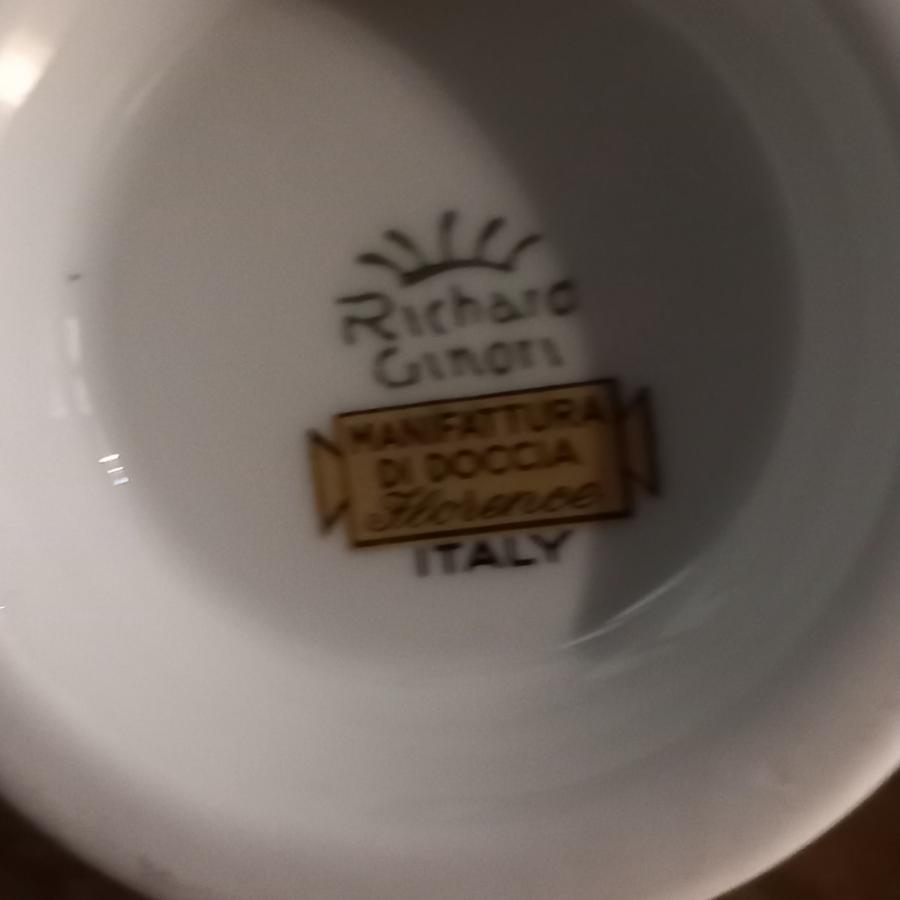 Richard
Ginori
MANIFATTURA
DI DOCCIA
Florence
ITALY